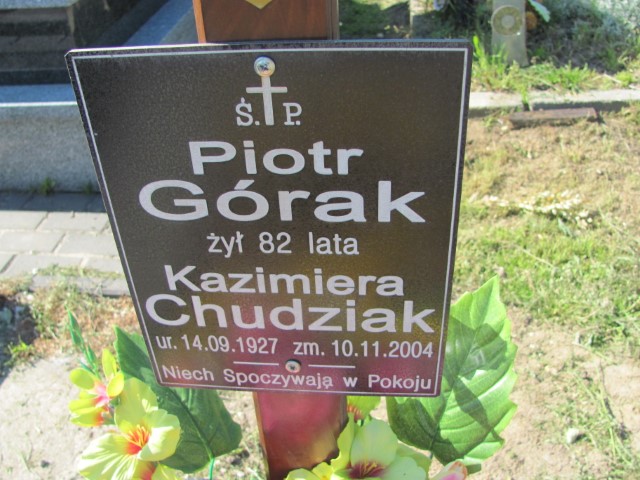 Ś. P.
Piotr
Górak
żył 82 lata
Kazimiera
Chudziak
ur. 14.09.1927 zm. 10.11.2004
Niech Spoczywają w Pokoju